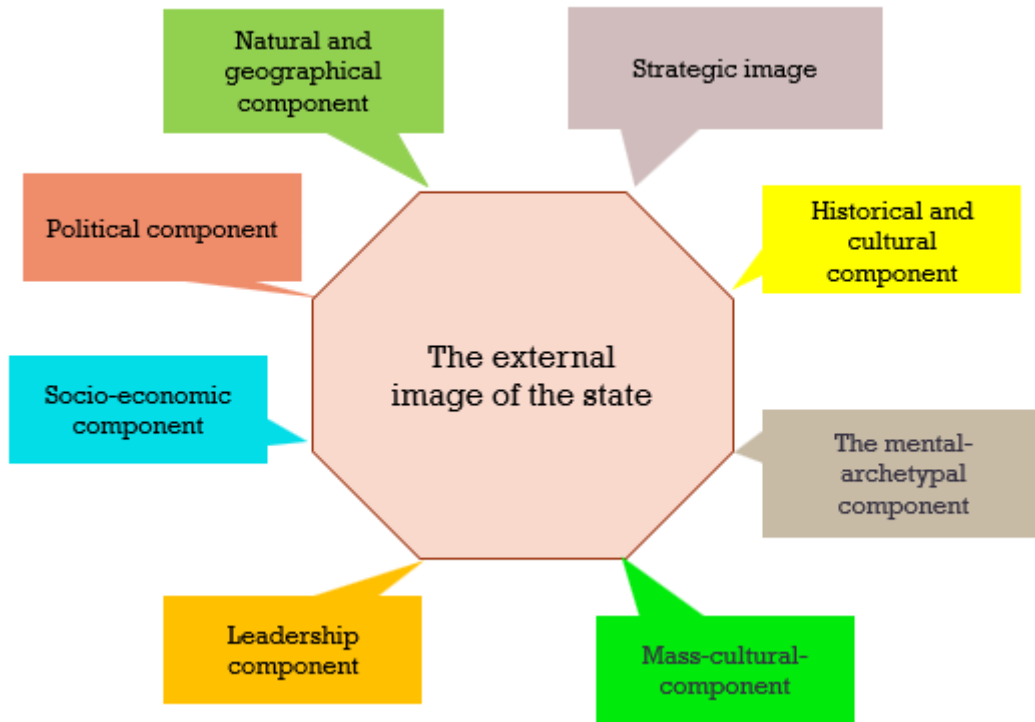 Natural and
geographical
component
Strategic image
Political component
Historical and
cultural
component
The external
image of the state
Socio-economic
component
The mental-
archetypal
component
Leadership
component
Mass-cultural-
component